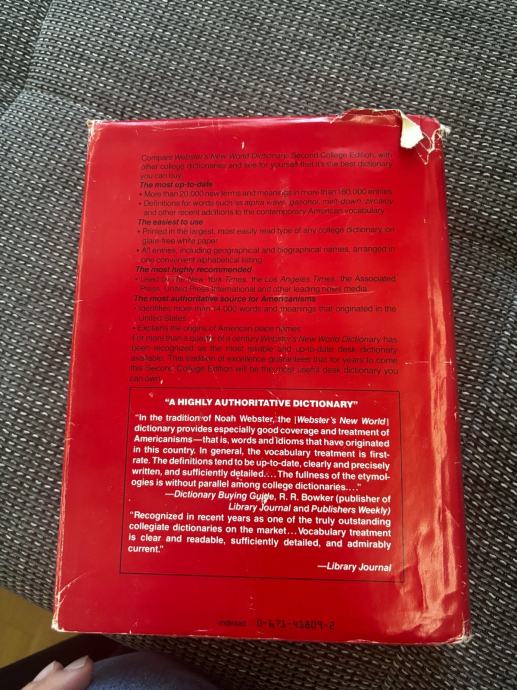 Compare Webster's New World Dictionary, Second College Edition, with
other college dictionaries and see for yourself that it's the best dictionary
you can buy.
The most up-to-date
• More than 20,000 new terms and meanings in more than 160,000 entries
• Definitions for words such as alpha wave, gasohol, melt-down, zircaloy,
and other recent additions to the contemporary American vocabulary
The easiest to use
• Printed in the largest, most easily read type of any college dictionary, on
glare-free white paper
• All entries, including geographical and biographical names, arranged in
one convenient alphabetical listing
The most highly recommended
• Used by The New York Times, the Los Angeles Times, the Associated
Press, United Press International and other leading news media
The most authoritative source for Americanisms
• Identifies more than 14,000 words and meanings that originated in the
United States
• Explains the origins of American place names
For more than a quarter of a century Webster's New World Dictionary has
been recognized as the most reliable and up-to-date desk dictionary
available. This tradition of excellence guarantees that for years to come
this Second College Edition will be the most useful desk dictionary you
can own.
"A HIGHLY AUTHORITATIVE DICTIONARY"
"In the tradition of Noah Webster, the [Webster's New World]
dictionary provides especially good coverage and treatment of
Americanisms—that is, words and idioms that have originated
in this country. In general, the vocabulary treatment is first-
rate. The definitions tend to be up-to-date, clearly and precisely
written, and sufficiently detailed.... The fullness of the etymol-
ogies is without parallel among college dictionaries...."
—Dictionary Buying Guide, R. R. Bowker (publisher of
Library Journal and Publishers Weekly)
"Recognized in recent years as one of the truly outstanding
collegiate dictionaries on the market...Vocabulary treatment
is clear and readable, sufficiently detailed, and admirably
current."
—Library Journal
indexed 0-671-41809-2